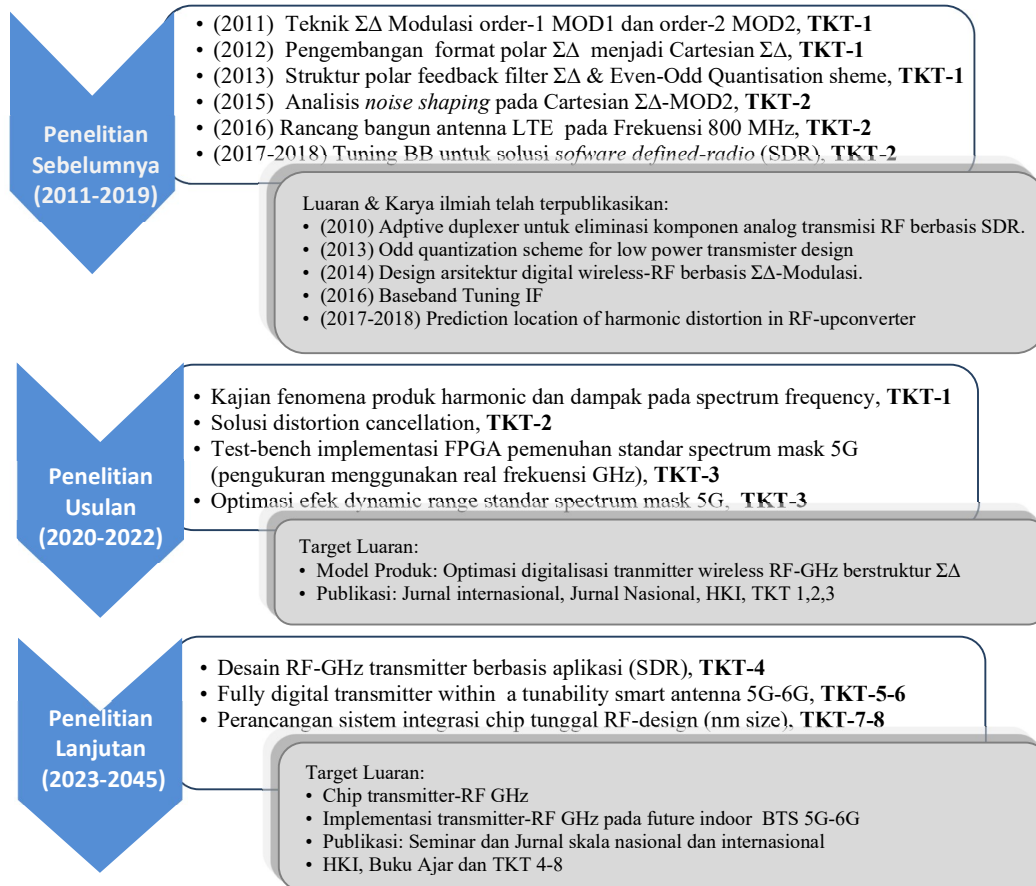 Penelitian
Sebelumnya
(2011-2019)
• (2011) Teknik ΣΔ Modulasi order-1 MOD1 dan order-2 MOD2, TKT-1
• (2012) Pengembangan format polar ΣΔ menjadi Cartesian ΣΔ, TKT-1
• (2013) Struktur polar feedback filter ΣΔ & Even-Odd Quantisation sheme, TKT-1
• (2015) Analisis noise shaping pada Cartesian ΣΔ-MOD2, TKT-2
• (2016) Rancang bangun antenna LTE pada Frekuensi 800 MHz, TKT-2
• (2017-2018) Tuning BB untuk solusi sofware defined-radio (SDR), TKT-2
Luaran & Karya ilmiah telah terpublikasikan:
• (2010) Adptive duplexer untuk eliminasi komponen analog transmisi RF berbasis SDR.
• (2013) Odd quantization scheme for low power transmister design
• (2014) Design arsitektur digital wireless-RF berbasis ΣΔ-Modulasi.
• (2016) Baseband Tuning IF
• (2017-2018) Prediction location of harmonic distortion in RF-upconverter
Penelitian
Usulan
(2020-2022)
• Kajian fenomena produk harmonic dan dampak pada spectrum frequency, TKT-1
• Solusi distortion cancellation, TKT-2
• Test-bench implementasi FPGA pemenuhan standar spectrum mask 5G
(pengukuran menggunakan real frekuensi GHz), TKT-3
• Optimasi efek dynamic range standar spectrum mask 5G, TKT-3
Target Luaran:
• Model Produk: Optimasi digitalisasi tranmitter wireless RF-GHz berstruktur ΣΔ
• Publikasi: Jurnal internasional, Jurnal Nasional, HKI, TKT 1,2,3
Penelitian
Lanjutan
(2023-2045)
• Desain RF-GHz transmitter berbasis aplikasi (SDR), TKT-4
• Fully digital transmitter within a tunability smart antenna 5G-6G, TKT-5-6
• Perancangan sistem integrasi chip tunggal RF-design (nm size), TKT-7-8
Target Luaran:
• Chip transmitter-RF GHz
• Implementasi transmitter-RF GHz pada future indoor BTS 5G-6G
• Publikasi: Seminar dan Jurnal skala nasional dan internasional
• HKI, Buku Ajar dan TKT 4-8